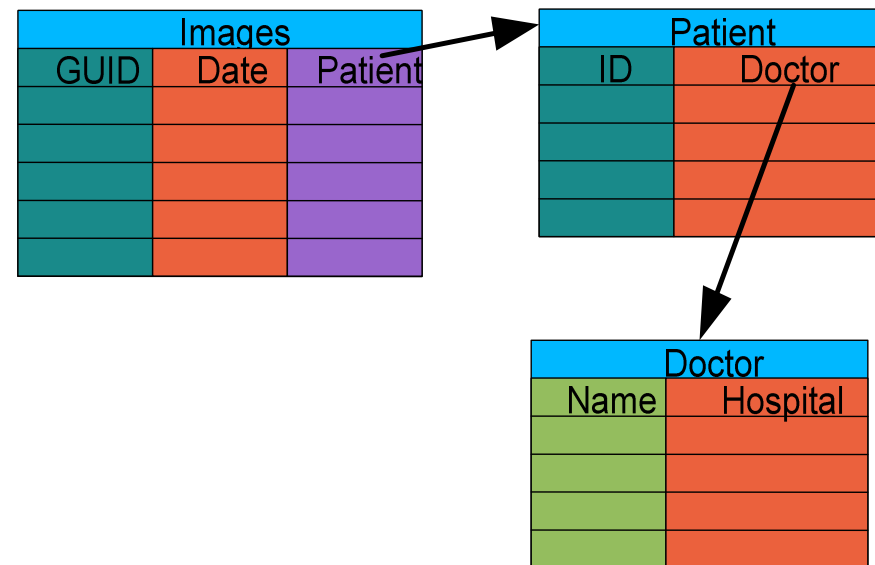 Images
GUID Date Patient
Patient
ID Doctor
Doctor
Name Hospital